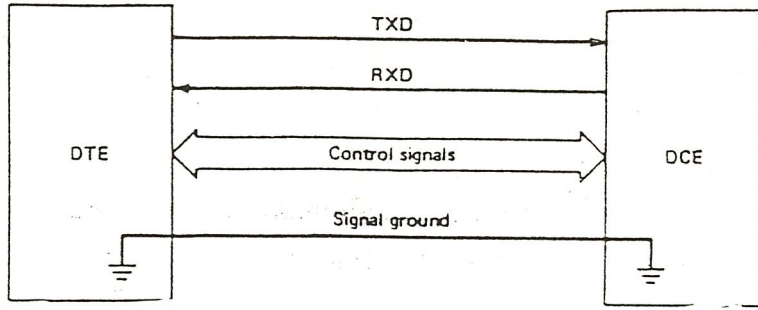 TXD
RXD
DTE
Control signals
DCE
Signal ground